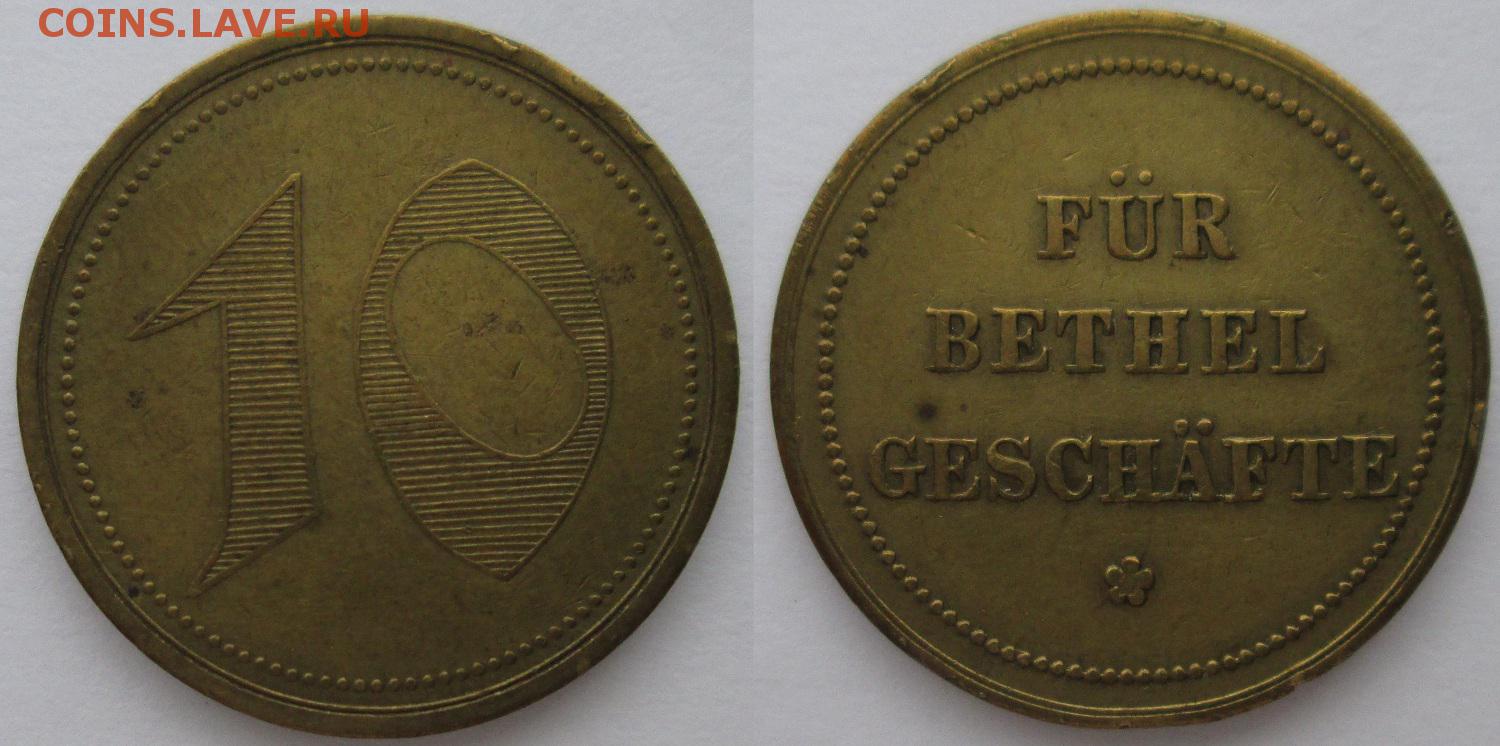 COINS.LAVE.RU
10
FÜR
BETHEL
GESCHÄFTE